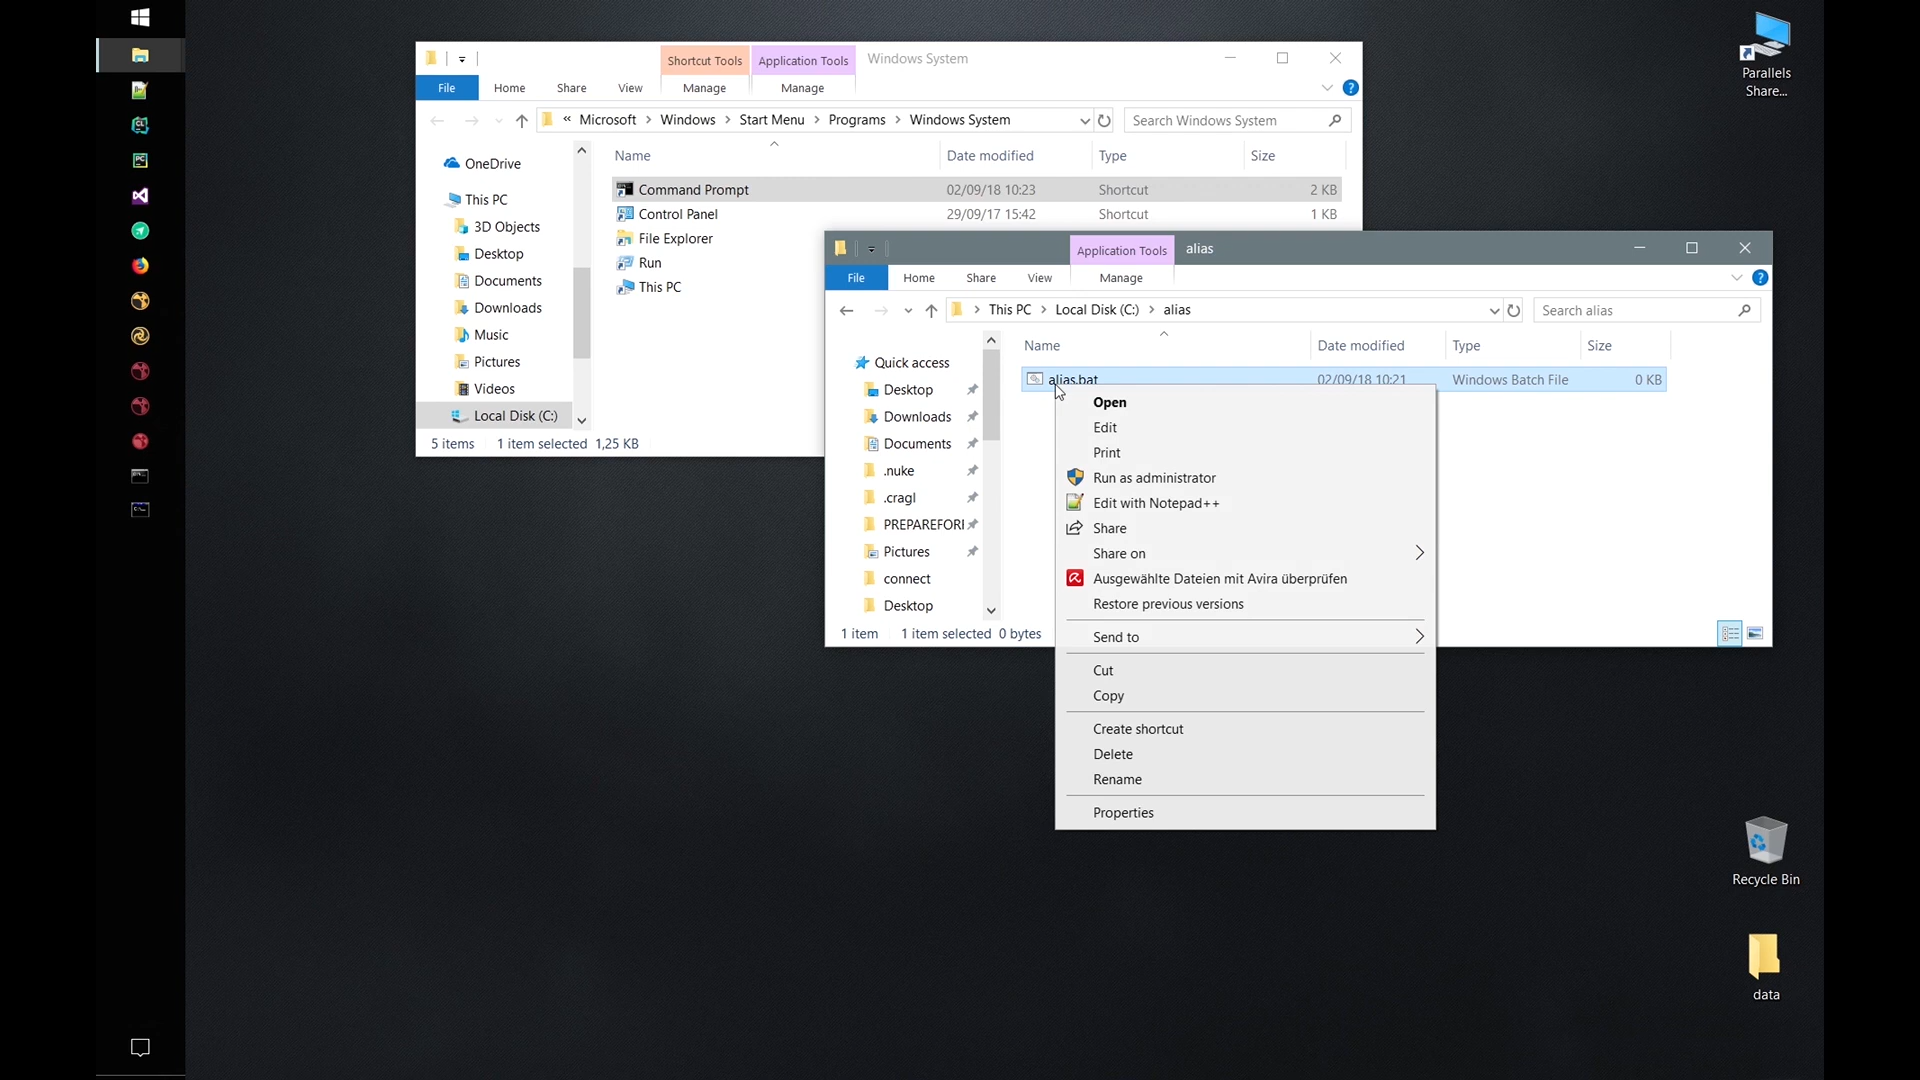 Shortcut Tools
Application Tools
Windows System
File
Home
Share
View
Manage
Manage
« Microsoft > Windows > Start Menu > Programs > Windows System
Search Windows System
Name
Date modified
Type
Size
OneDrive
This PC
3D Objects
Desktop
Documents
Downloads
Music
Pictures
Videos
Local Disk (C:)
Command Prompt 02/09/18 10:23 Shortcut 2 KB
Control Panel 29/09/17 15:42 Shortcut 1 KB
File Explorer
Run
This PC
5 items 1 item selected 1,25 KB
Application Tools
alias
File
Home
Share
View
Manage
> This PC > Local Disk (C:) > alias
Search alias
Name
Date modified
Type
Size
Quick access
Desktop
Downloads
Documents
.nuke
.cragl
PREPAREFORI
Pictures
connect
Desktop
alias.bat 02/09/18 10:21 Windows Batch File 0 KB
1 item 1 item selected 0 bytes
Open
Edit
Print
Run as administrator
Edit with Notepad++
Share
Share on
Ausgewählte Dateien mit Avira überprüfen
Restore previous versions
Send to
Cut
Copy
Create shortcut
Delete
Rename
Properties
Parallels
Share...
Recycle Bin
data